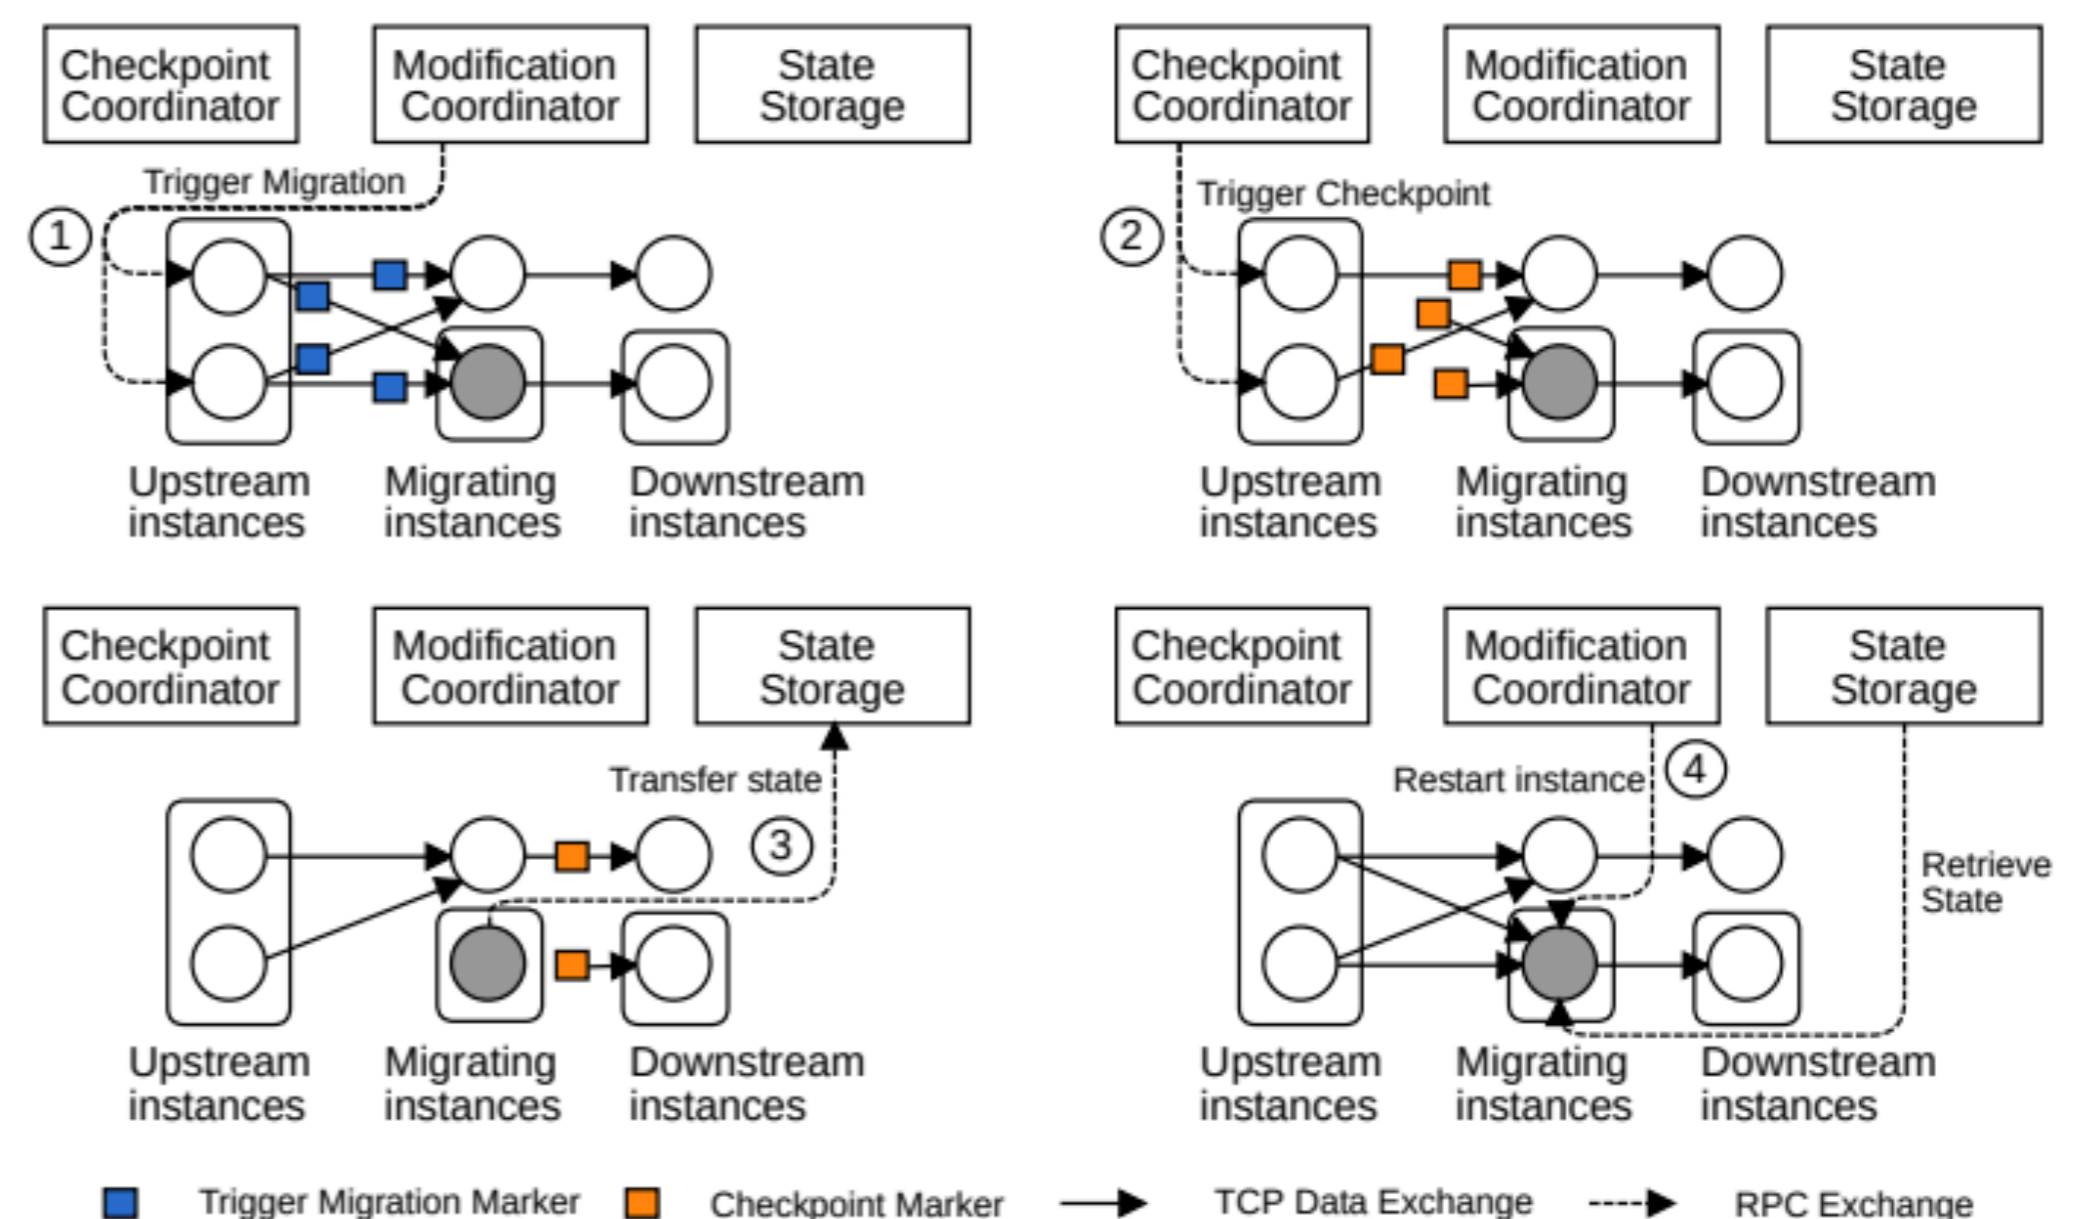 Checkpoint
Coordinator
Modification
Coordinator
State
Storage
Trigger Migration
1
Upstream
instances
Migrating
instances
Downstream
instances
Checkpoint
Coordinator
Modification
Coordinator
State
Storage
Trigger Checkpoint
2
Upstream
instances
Migrating
instances
Downstream
instances
Checkpoint
Coordinator
Modification
Coordinator
State
Storage
Transfer state
3
Upstream
instances
Migrating
instances
Downstream
instances
Checkpoint
Coordinator
Modification
Coordinator
State
Storage
Restart instance
4
Retrieve
State
Upstream
instances
Migrating
instances
Downstream
instances
Trigger Migration Marker
Checkpoint Marker
TCP Data Exchange
RPC Exchange